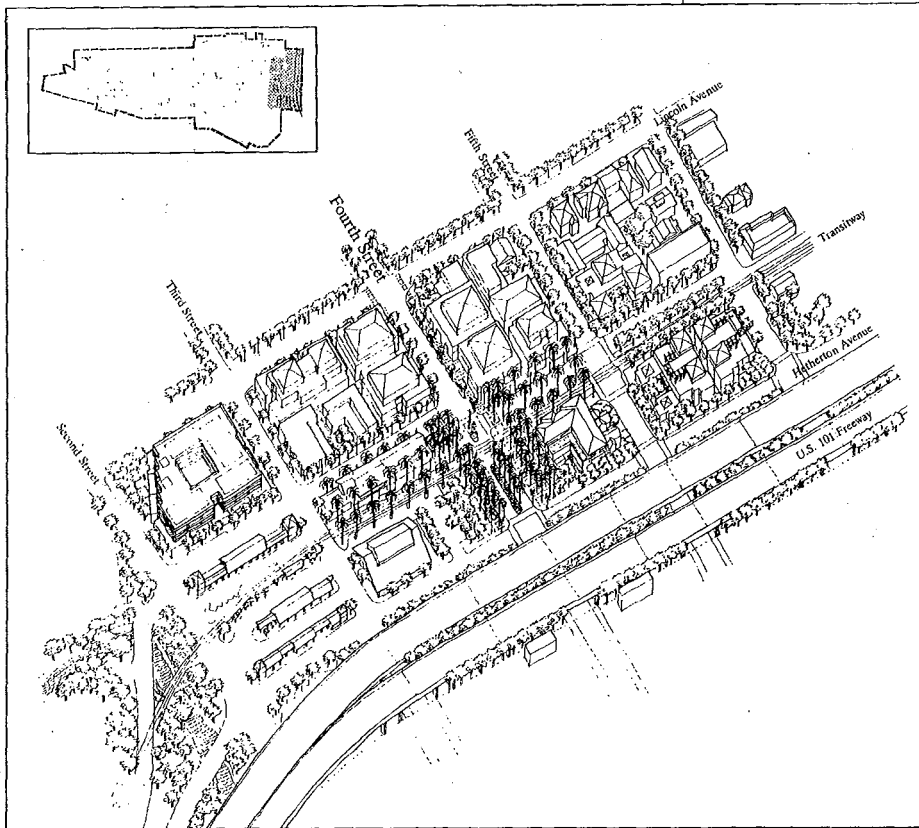 Lincoln Avenue
Fifth Street
Fourth Street
Transitway
Third Street
Hetherton Avenue
U.S. 101 Freeway
Second Street